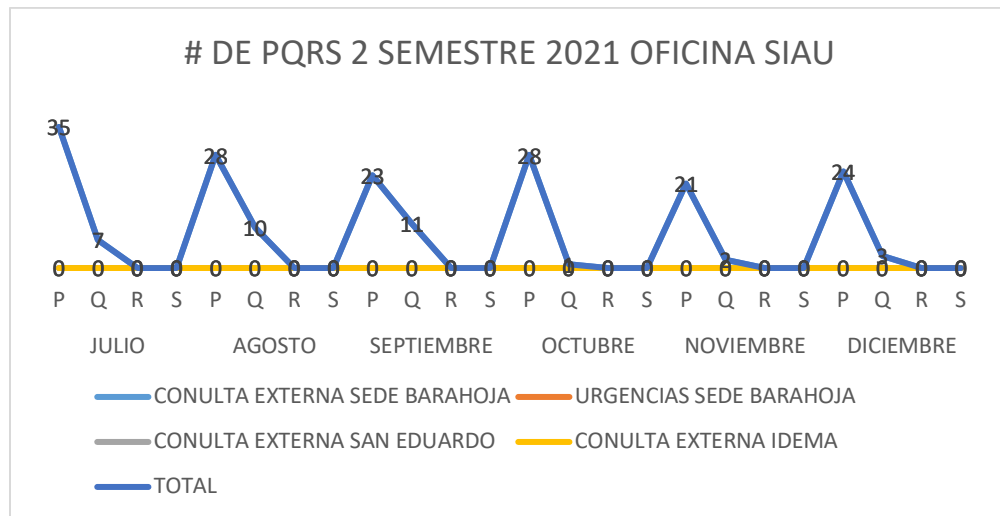 # DE PQRS 2 SEMESTRE 2021 OFICINA SIAU
35 28 23 28 21 24
7 10 11
0 0 0 0 0 0 0 0 0 0 0 0 0 1 0 0 0 2 0 0 0 3 0 0
P Q R S P Q R S P Q R S P Q R S P Q R S P Q R S
JULIO AGOSTO SEPTIEMBRE OCTUBRE NOVIEMBRE DICIEMBRE
CONULTA EXTERNA SEDE BARAHOJA URGENCIAS SEDE BARAHOJA
CONULTA EXTERNA SAN EDUARDO CONULTA EXTERNA IDEMA
TOTAL